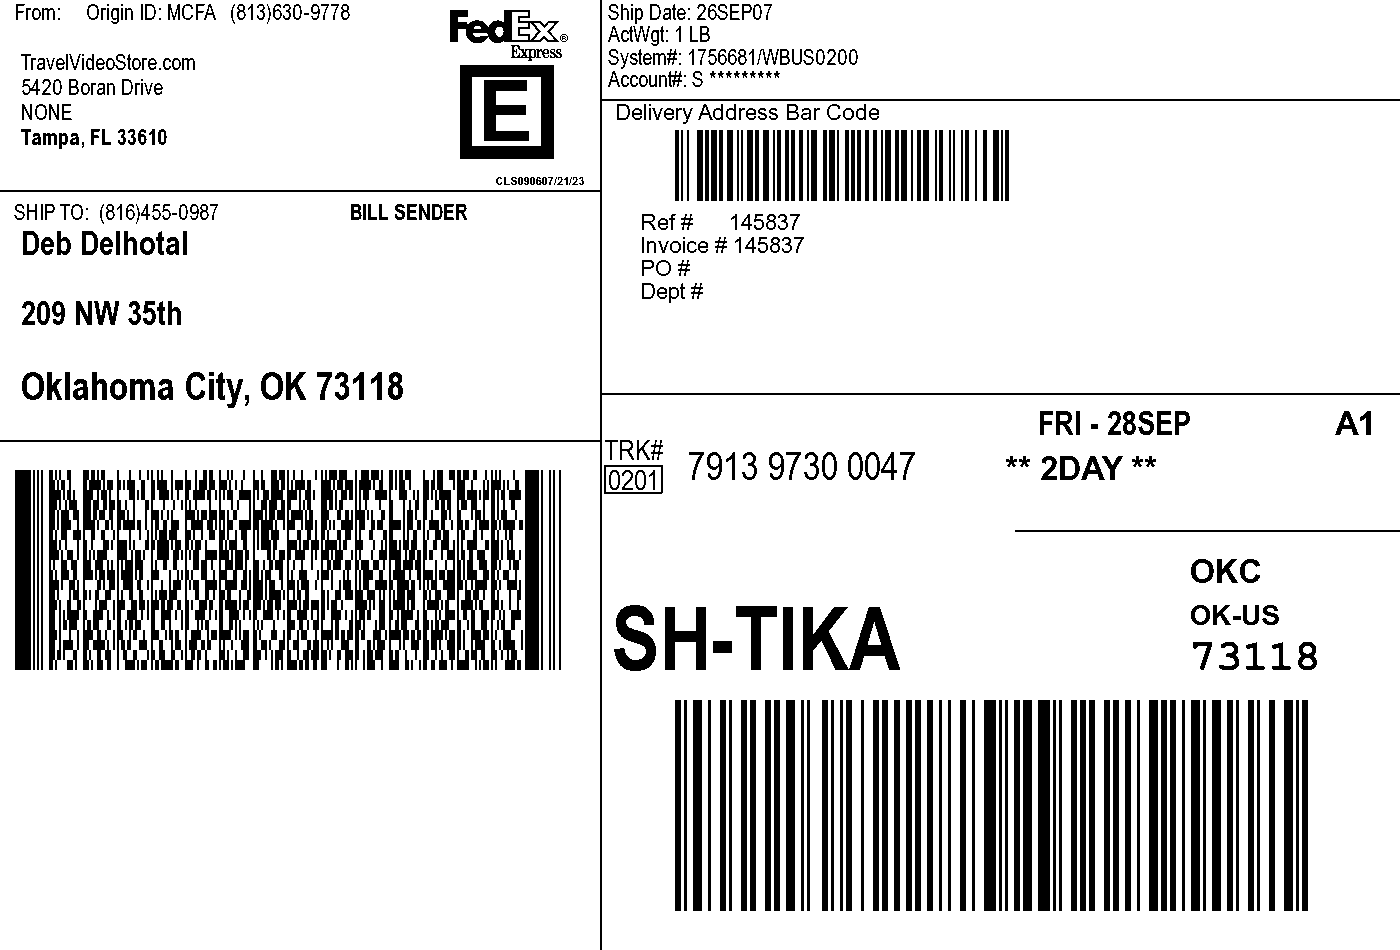 From: Origin ID: MCFA (813)630-9778
TravelVideoStore.com
5420 Boran Drive
NONE
Tampa, FL 33610
FedEx®
Express
E
CLS090607/21/23
Ship Date: 26SEP07
ActWgt: 1 LB
System#: 1756681/WBUS0200
Account#: S *********
Delivery Address Bar Code
Ref # 145837
Invoice # 145837
PO #
Dept #
SHIP TO: (816)455-0987 BILL SENDER
Deb Delhotal
209 NW 35th
Oklahoma City, OK 73118
FRI - 28SEP A1
TRK# 7913 9730 0047 ** 2DAY **
0201
OKC
OK-US
SH-TIKA
73118